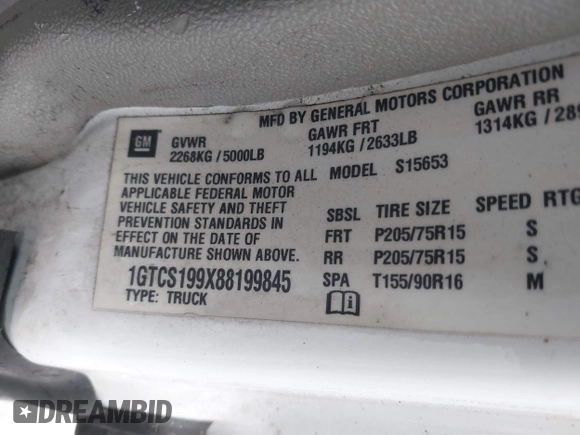 MFD BY GENERAL MOTORS CORPORATION
GM
GVWR GAWR FRT GAWR RR
2268KG / 5000LB 1194KG / 2633LB 1314KG /
THIS VEHICLE CONFORMS TO ALL MODEL S15653
APPLICABLE FEDERAL MOTOR
VEHICLE SAFETY AND THEFT
PREVENTION STANDARDS IN
EFFECT ON THE DATE OF
MANUFACTURE SHOWN ABOVE.
SBSL TIRE SIZE SPEED RTG
FRT P205/75R15 S
RR P205/75R15 S
SPA T155/90R16 M
1GTCS199X88199845
TYPE: TRUCK
DREAMBID